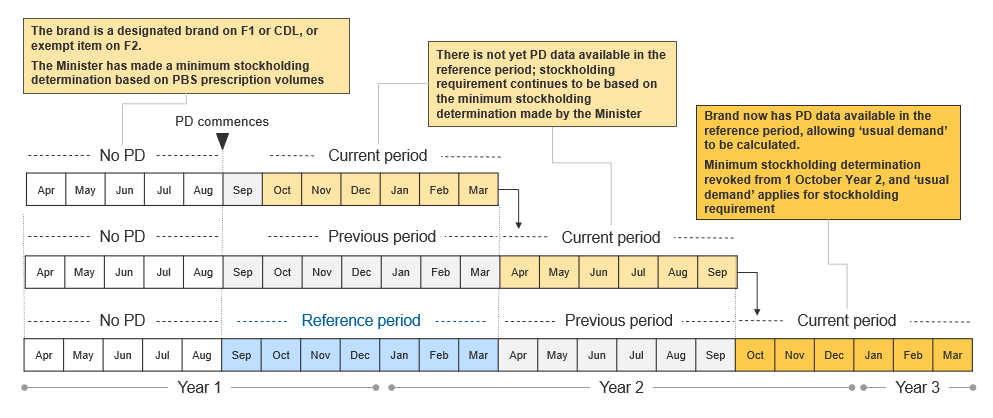 The brand is a designated brand on F1 or CDL, or
exempt item on F2.
The Minister has made a minimum stockholding
determination based on PBS prescription volumes
There is not yet PD data available in the
reference period; stockholding
requirement continues to be based on
the minimum stockholding
determination made by the Minister
Brand now has PD data available in the
reference period, allowing ‘usual demand’
to be calculated.
Minimum stockholding determination
revoked from 1 October Year 2, and ‘usual
demand’ applies for stockholding
requirement
PD commences
No PD Current period
Apr May Jun Jul Aug Sep Oct Nov Dec Jan Feb Mar
No PD Previous period Current period
Apr May Jun Jul Aug Sep Oct Nov Dec Jan Feb Mar Apr May Jun Jul Aug Sep
No PD Reference period Previous period Current period
Apr May Jun Jul Aug Sep Oct Nov Dec Jan Feb Mar Apr May Jun Jul Aug Sep Oct Nov Dec Jan Feb Mar
Year 1 Year 2 Year 3